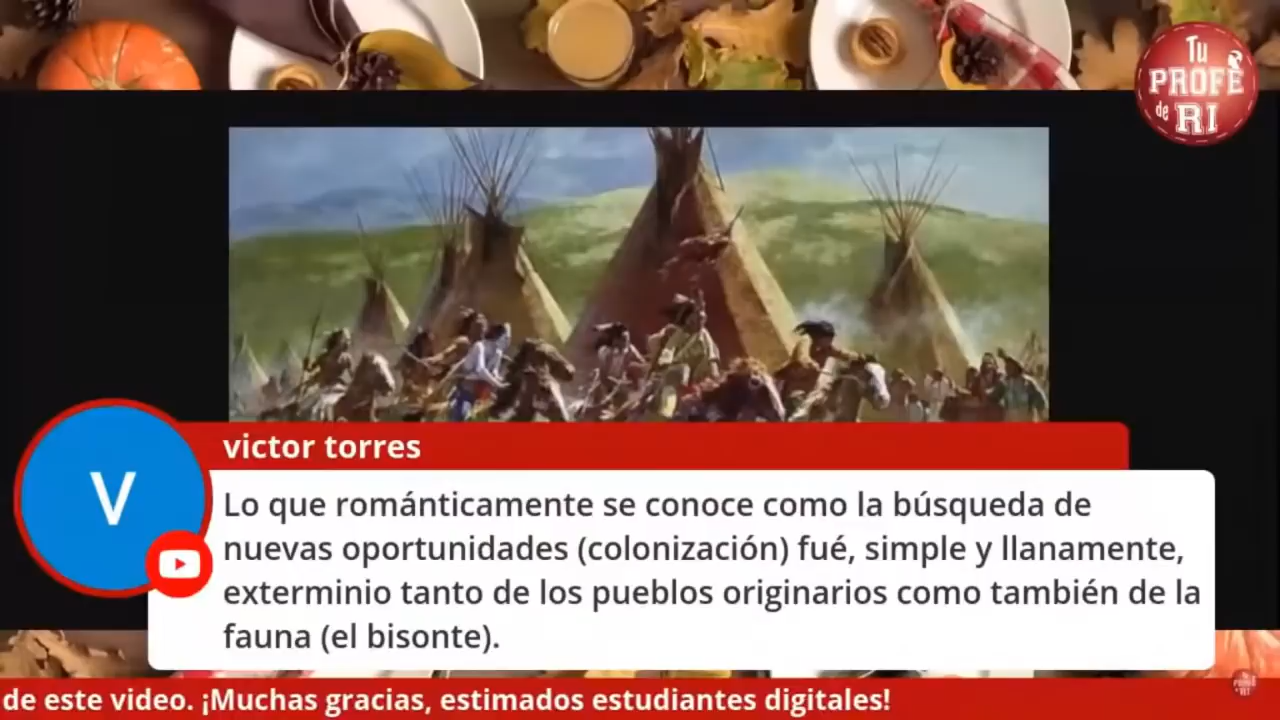 Tu
PROFE
de RI
victor torres
V
Lo que románticamente se conoce como la búsqueda de
nuevas oportunidades (colonización) fué, simple y llanamente,
exterminio tanto de los pueblos originarios como también de la
fauna (el bisonte).
de este video. ¡Muchas gracias, estimados estudiantes digitales!